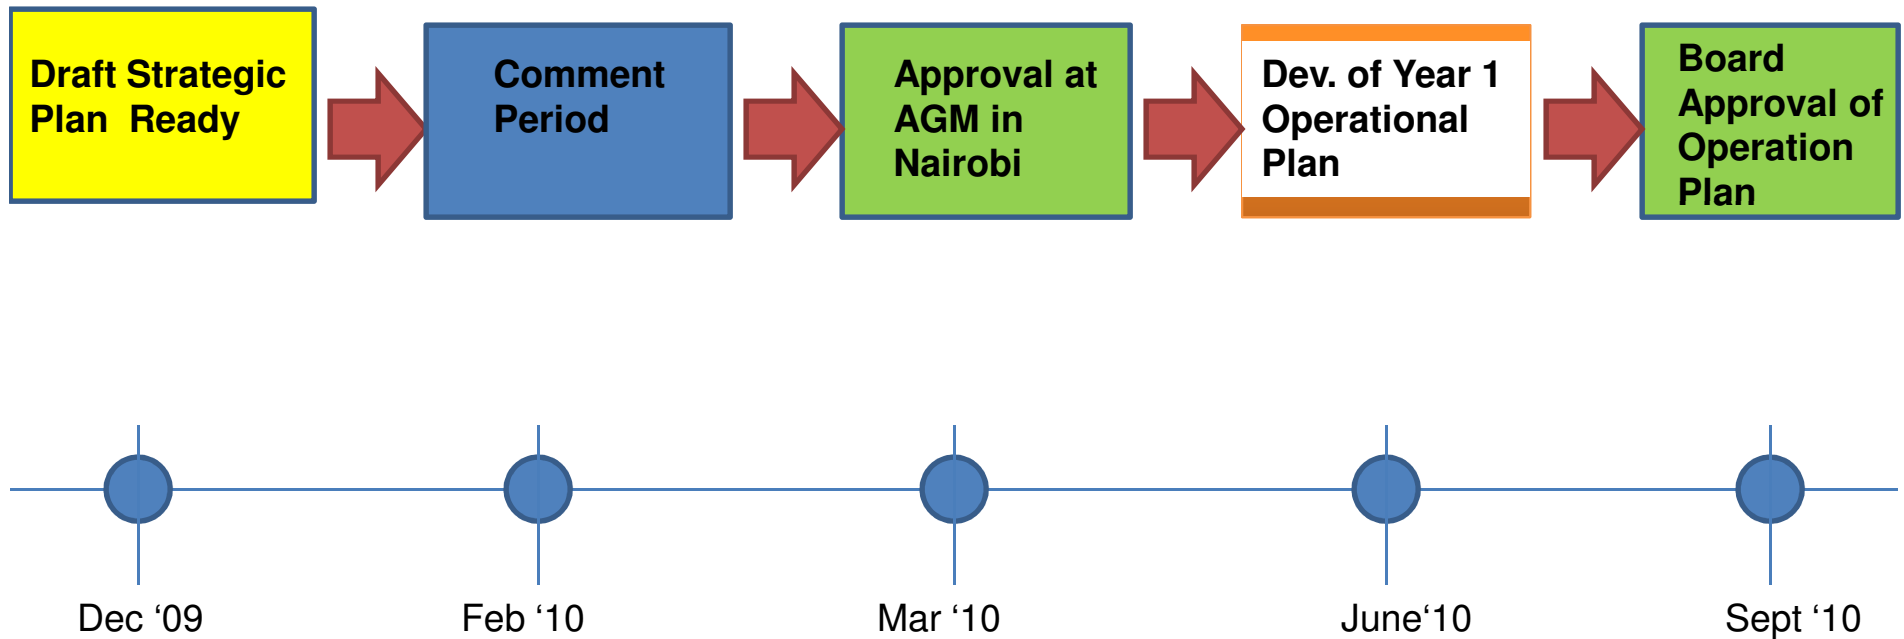 Draft Strategic
Plan  Ready
Comment
Period
Approval at
AGM in
Nairobi
Dev. of Year 1
Operational
Plan
Board
Approval of
Operation
Plan
Dec ‘09
Feb ‘10
Mar ‘10
June‘10
Sept ‘10